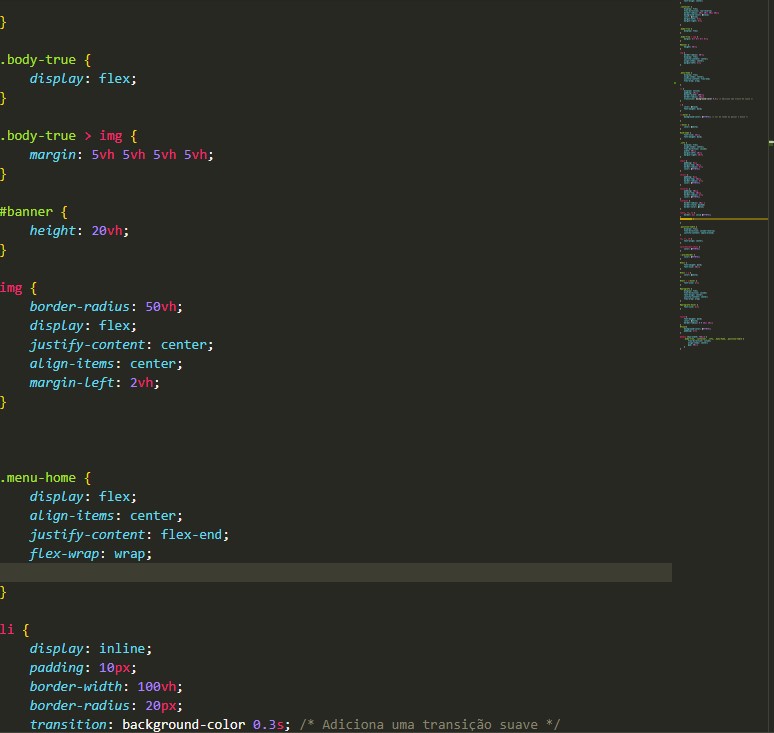 }
.body-true {
display: flex;
}
.body-true > img {
margin: 5vh 5vh 5vh 5vh;
}
#banner {
height: 20vh;
}
img {
border-radius: 50vh;
display: flex;
justify-content: center;
align-items: center;
margin-left: 2vh;
}
.menu-home {
display: flex;
align-items: center;
justify-content: flex-end;
flex-wrap: wrap;
}
li {
display: inline;
padding: 10px;
border-width: 100vh;
border-radius: 20px;
transition: background-color 0.3s; /* Adiciona uma transição suave */